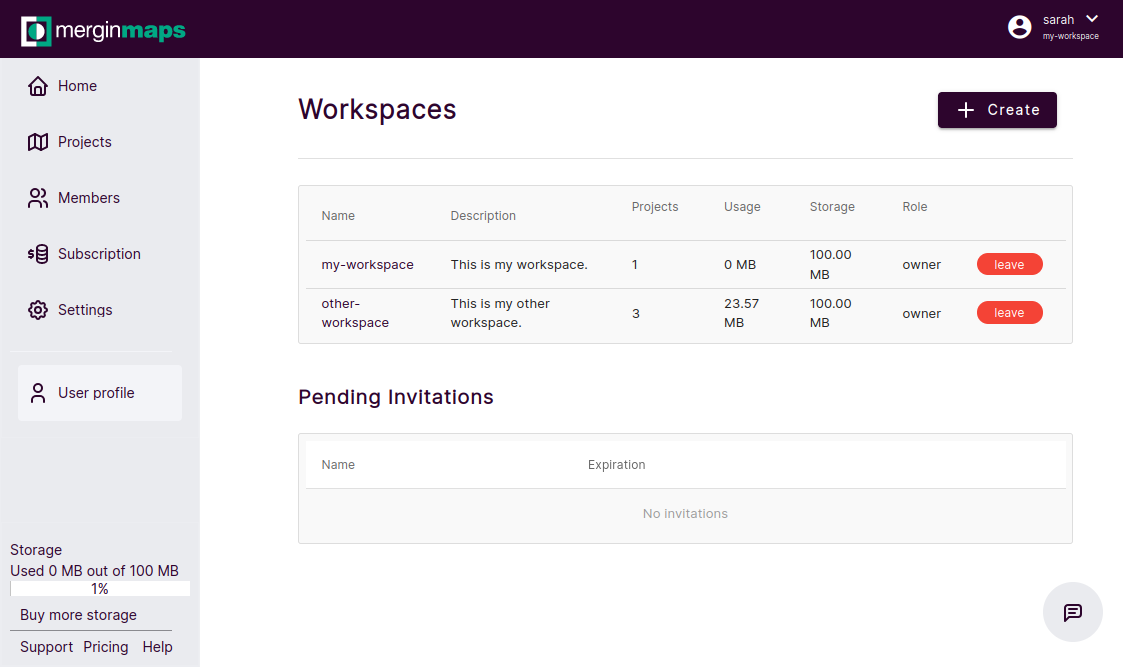 merginmaps
sarah
my-workspace
Home
Projects
Members
Subscription
Settings
User profile
Storage
Used 0 MB out of 100 MB
1%
Buy more storage
Support Pricing Help
Workspaces
Create
Name Description Projects Usage Storage Role
my-workspace This is my workspace. 1 0 MB 100.00 MB owner leave
other-workspace This is my other workspace. 3 23.57 MB 100.00 MB owner leave
Pending Invitations
Name Expiration
No invitations